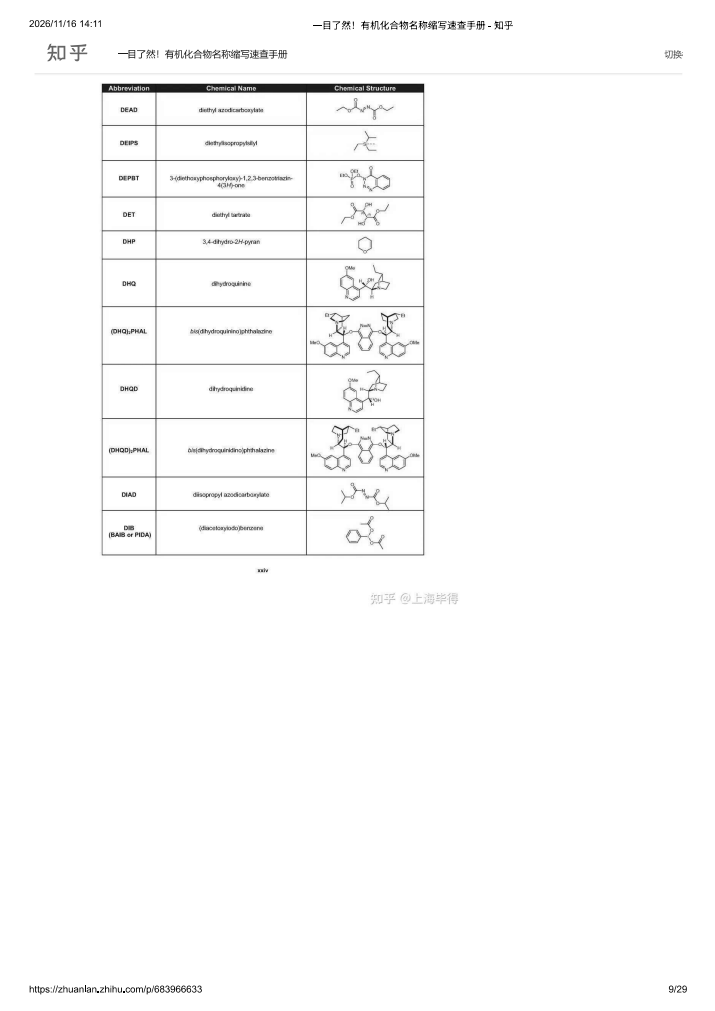 2026/11/16 14:11
一目了然！有机化合物名称缩写速查手册 - 知乎
知乎
一目了然！有机化合物名称缩写速查手册
切换
Abbreviation Chemical Name Chemical Structure
DEAD diethyl azodicarboxylate
DEIPS diethylisopropylsilyl
DEPBT 3-(diethoxyphosphoryloxy)-1,2,3-benzotriazin-
4(3H)-one
DET diethyl tartrate
DHP 3,4-dihydro-2H-pyran
DHQ dihydroquinine
(DHQ)₂PHAL bis(dihydroquinino)phthalazine
DHQD dihydroquinidine
(DHQD)₂PHAL bis(dihydroquinidino)phthalazine
DIAD diisopropyl azodicarboxylate
DIB (diacetoxyiodo)benzene
(BAIB or PIDA)
xxiv
知乎 @上海毕得
https://zhuanlan.zhihu.com/p/683966633
9/29